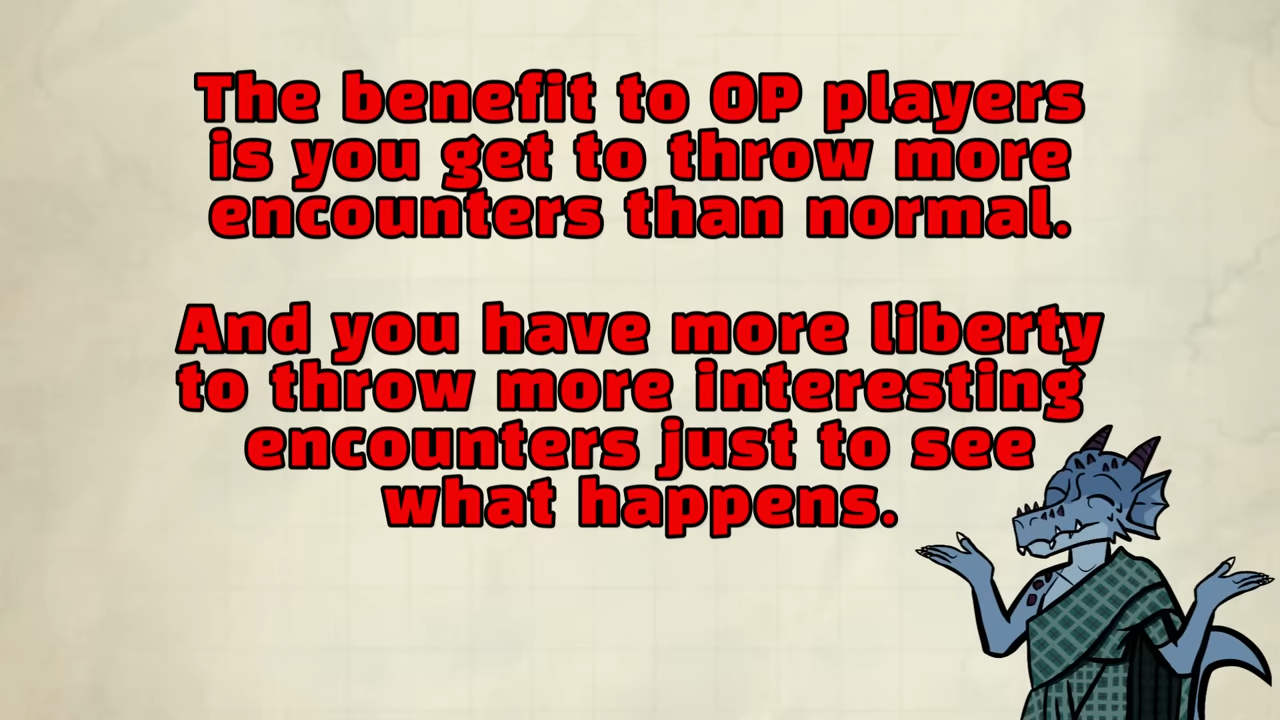 The benefit to OP players
is you get to throw more
encounters than normal.
And you have more liberty
to throw more interesting
encounters just to see
what happens.